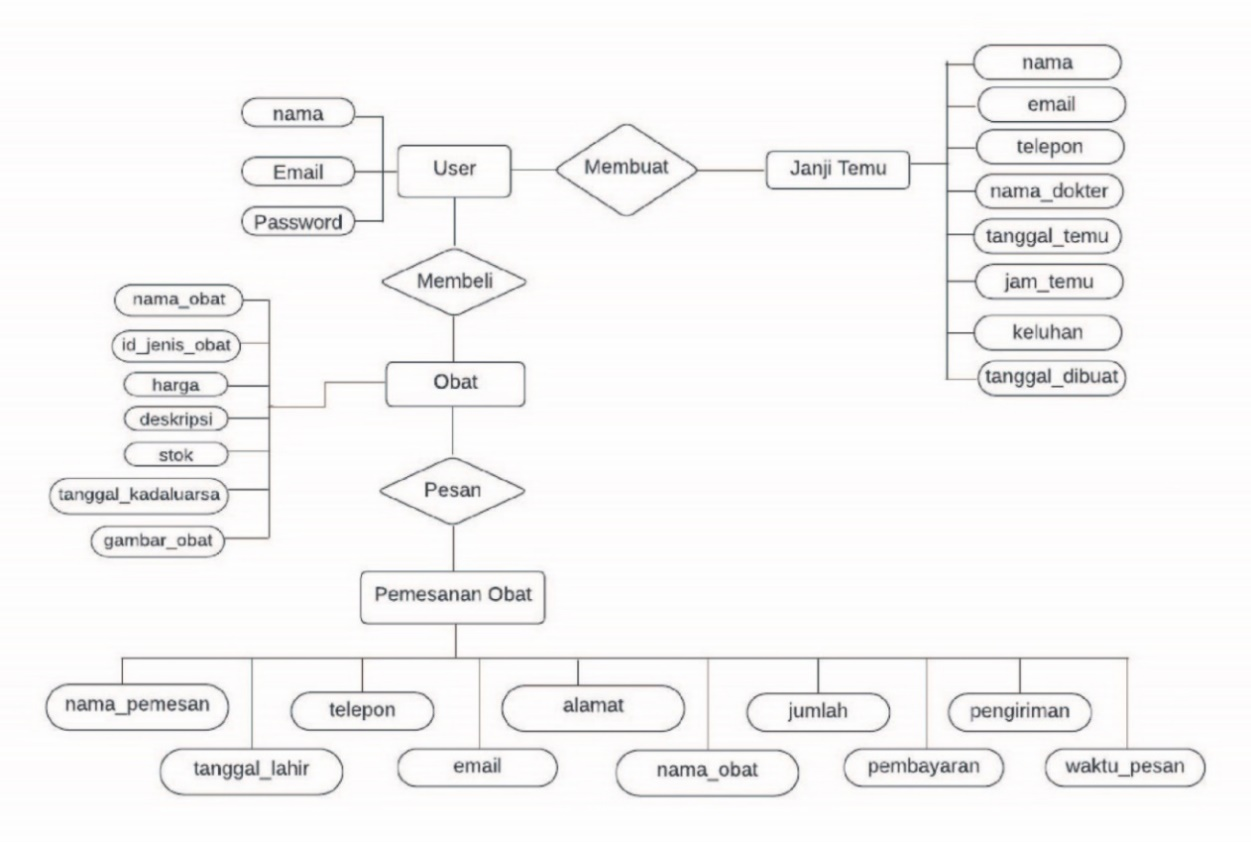 nama
Email
Password
User
Membuat
Janji Temu
nama
email
telepon
nama_dokter
tanggal_temu
jam_temu
keluhan
tanggal_dibuat
Membeli
nama_obat
id_jenis_obat
harga
deskripsi
stok
tanggal_kadaluarsa
gambar_obat
Obat
Pesan
Pemesanan Obat
nama_pemesan
tanggal_lahir
telepon
email
alamat
nama_obat
jumlah
pembayaran
pengiriman
waktu_pesan